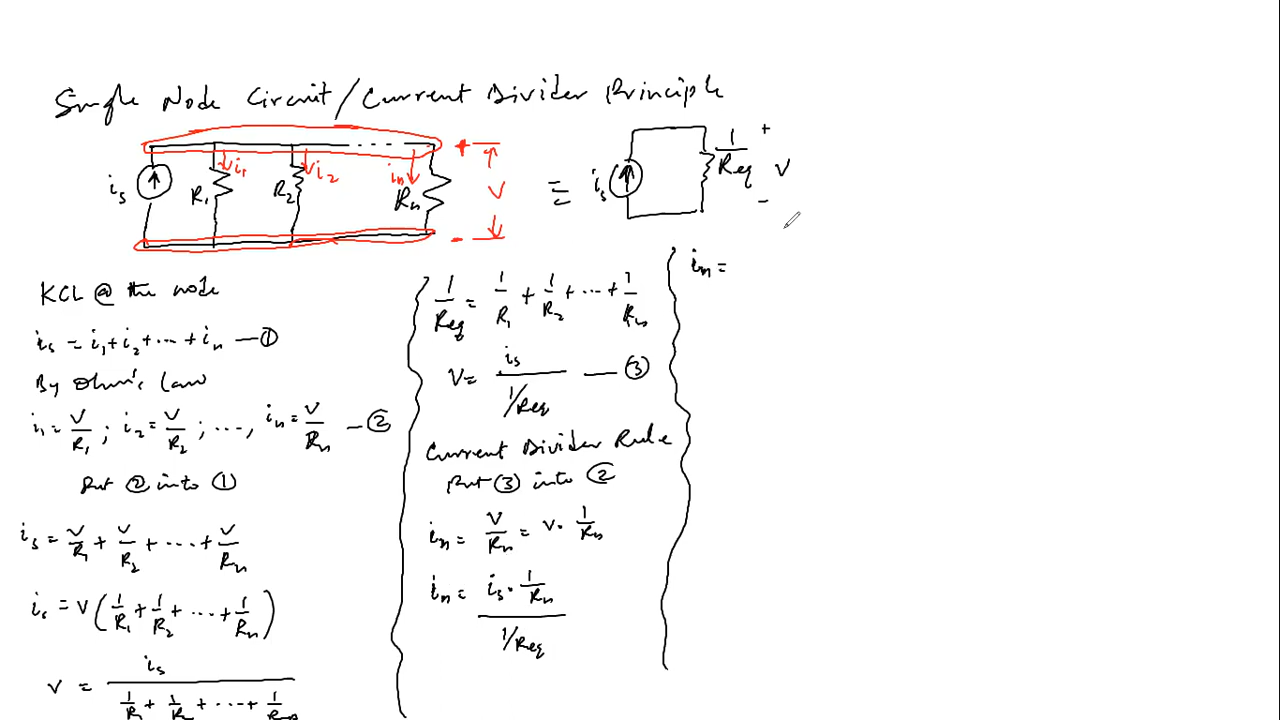 Single Node Circuit/Current Divider Principle
is R1 i1 R2 i2 in Rn + V -
≡ is 1/Req + V -
KCL @ the node
is = i1 + i2 + ... + in — ①
By Ohm's Law
i1 = V/R1 ; i2 = V/R2 ; ..., in = V/Rn — ②
Put ② into ①
is = V/R1 + V/R2 + .... + V/Rn
is = V(1/R1 + 1/R2 + ... + 1/Rn)
V = is/(1/R1 + 1/R2 + ... + 1/Rn)
1/Req = 1/R1 + 1/R2 + ... + 1/Rn
V = is/(1/Req) — ③
Current Divider Rule
Put ③ into ②
in = V/Rn = V · 1/Rn
in = (is · 1/Rn)/(1/Req)
in =